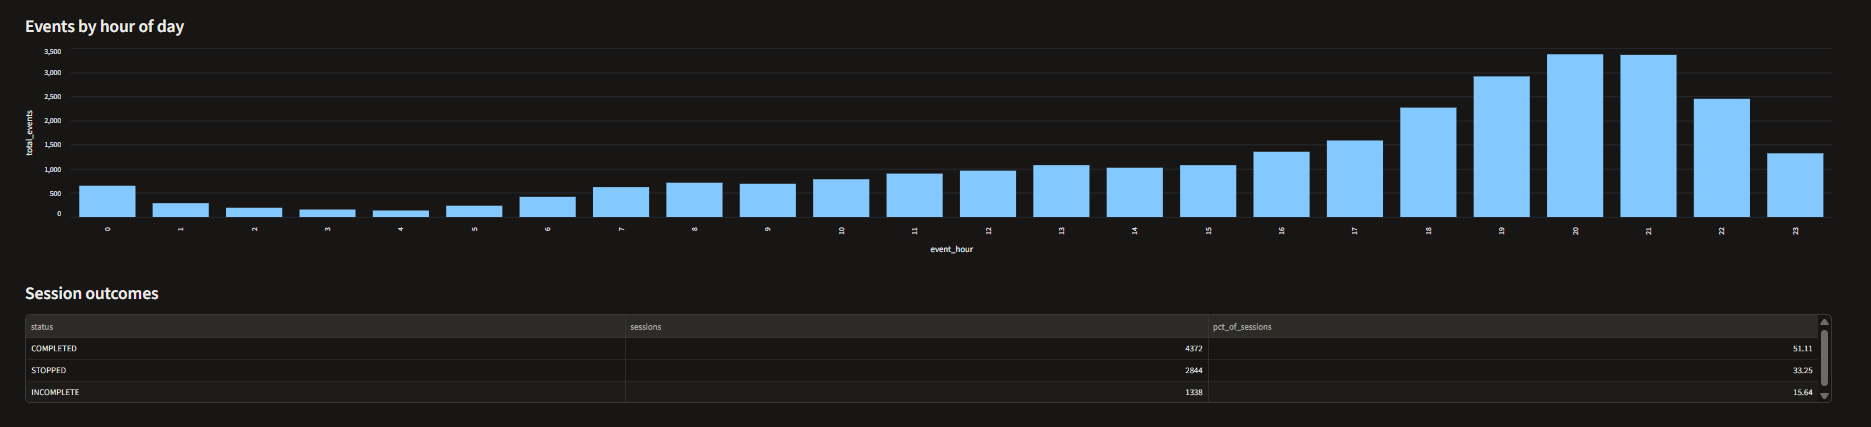 Events by hour of day
3,500
3,000
2,500
2,000
1,500
1,000
500
0
total_events
0 1 2 3 4 5 6 7 8 9 10 11 12 13 14 15 16 17 18 19 20 21 22 23
event_hour
Session outcomes
status sessions pct_of_sessions
COMPLETED 4372 51.11
STOPPED 2844 33.25
INCOMPLETE 1338 15.64